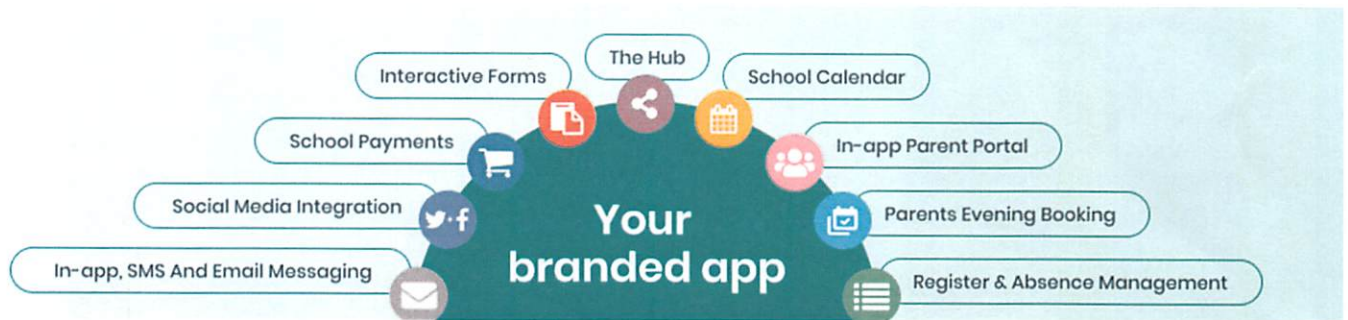 The Hub
Interactive Forms
School Calendar
School Payments
In-app Parent Portal
Social Media Integration
Parents Evening Booking
In-app, SMS And Email Messaging
Register & Absence Management
Your
branded app